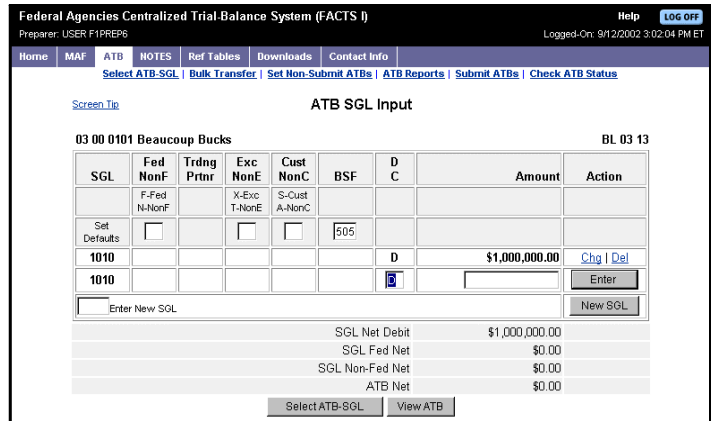 Federal Agencies Centralized Trial-Balance System (FACTS I) Help LOG OFF
Preparer: USER F1PREP6 Logged-On: 9/12/2002 3:02:04 PM ET
Home MAF ATB NOTES Ref Tables Downloads Contact Info
Select ATB-SGL | Bulk Transfer | Set Non-Submit ATBs | ATB Reports | Submit ATBs | Check ATB Status
Screen Tip ATB SGL Input
03 00 0101 Beaucoup Bucks BL 03 13
SGL Fed NonF Trdng Prtnr Exc NonE Cust NonC BSF D C Amount Action
F-Fed N-NonF X-Exc T-NonE S-Cust A-NonC
Set Defaults 505
1010 D $1,000,000.00 Chg | Del
1010 D Enter
Enter New SGL New SGL
SGL Net Debit $1,000,000.00
SGL Fed Net $0.00
SGL Non-Fed Net $0.00
ATB Net $0.00
Select ATB-SGL View ATB